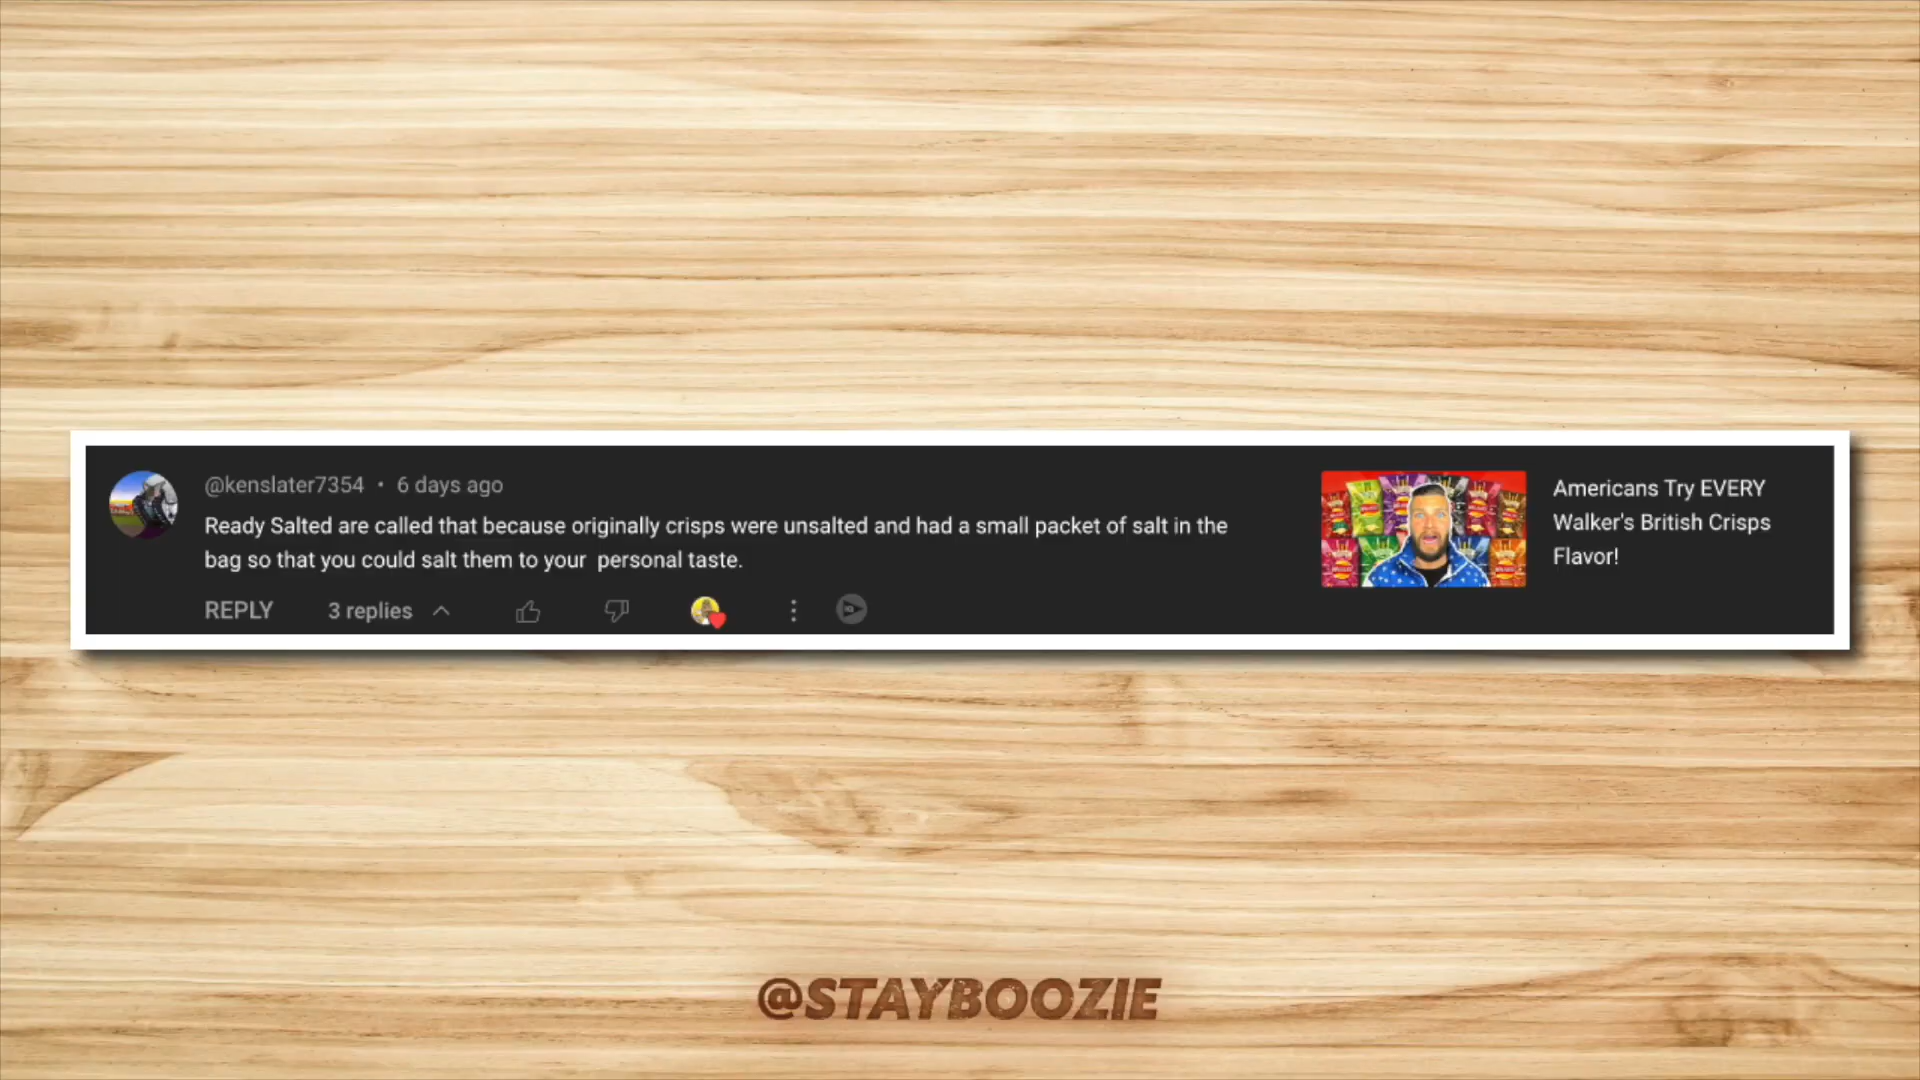 @kenslater7354 • 6 days ago
Ready Salted are called that because originally crisps were unsalted and had a small packet of salt in the
bag so that you could salt them to your  personal taste.
REPLY 3 replies
Americans Try EVERY
Walker's British Crisps
Flavor!
@STAYBOOZIE